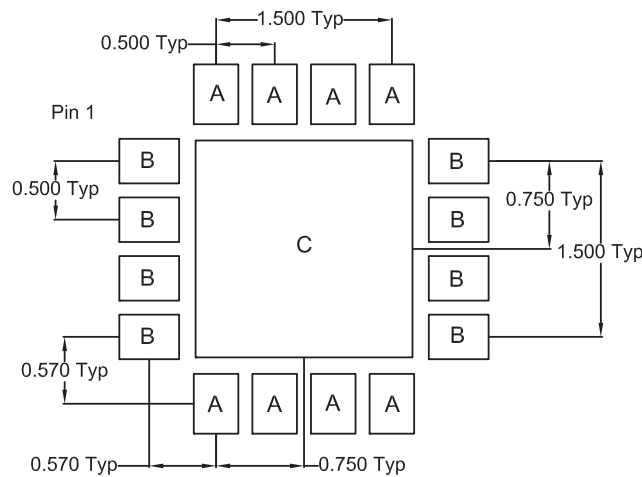 1.500 Typ
0.500 Typ
A A A A
Pin 1
B B
0.500 Typ 0.750 Typ
B B
C
1.500 Typ
B B
B B
0.570 Typ
A A A A
0.570 Typ 0.750 Typ